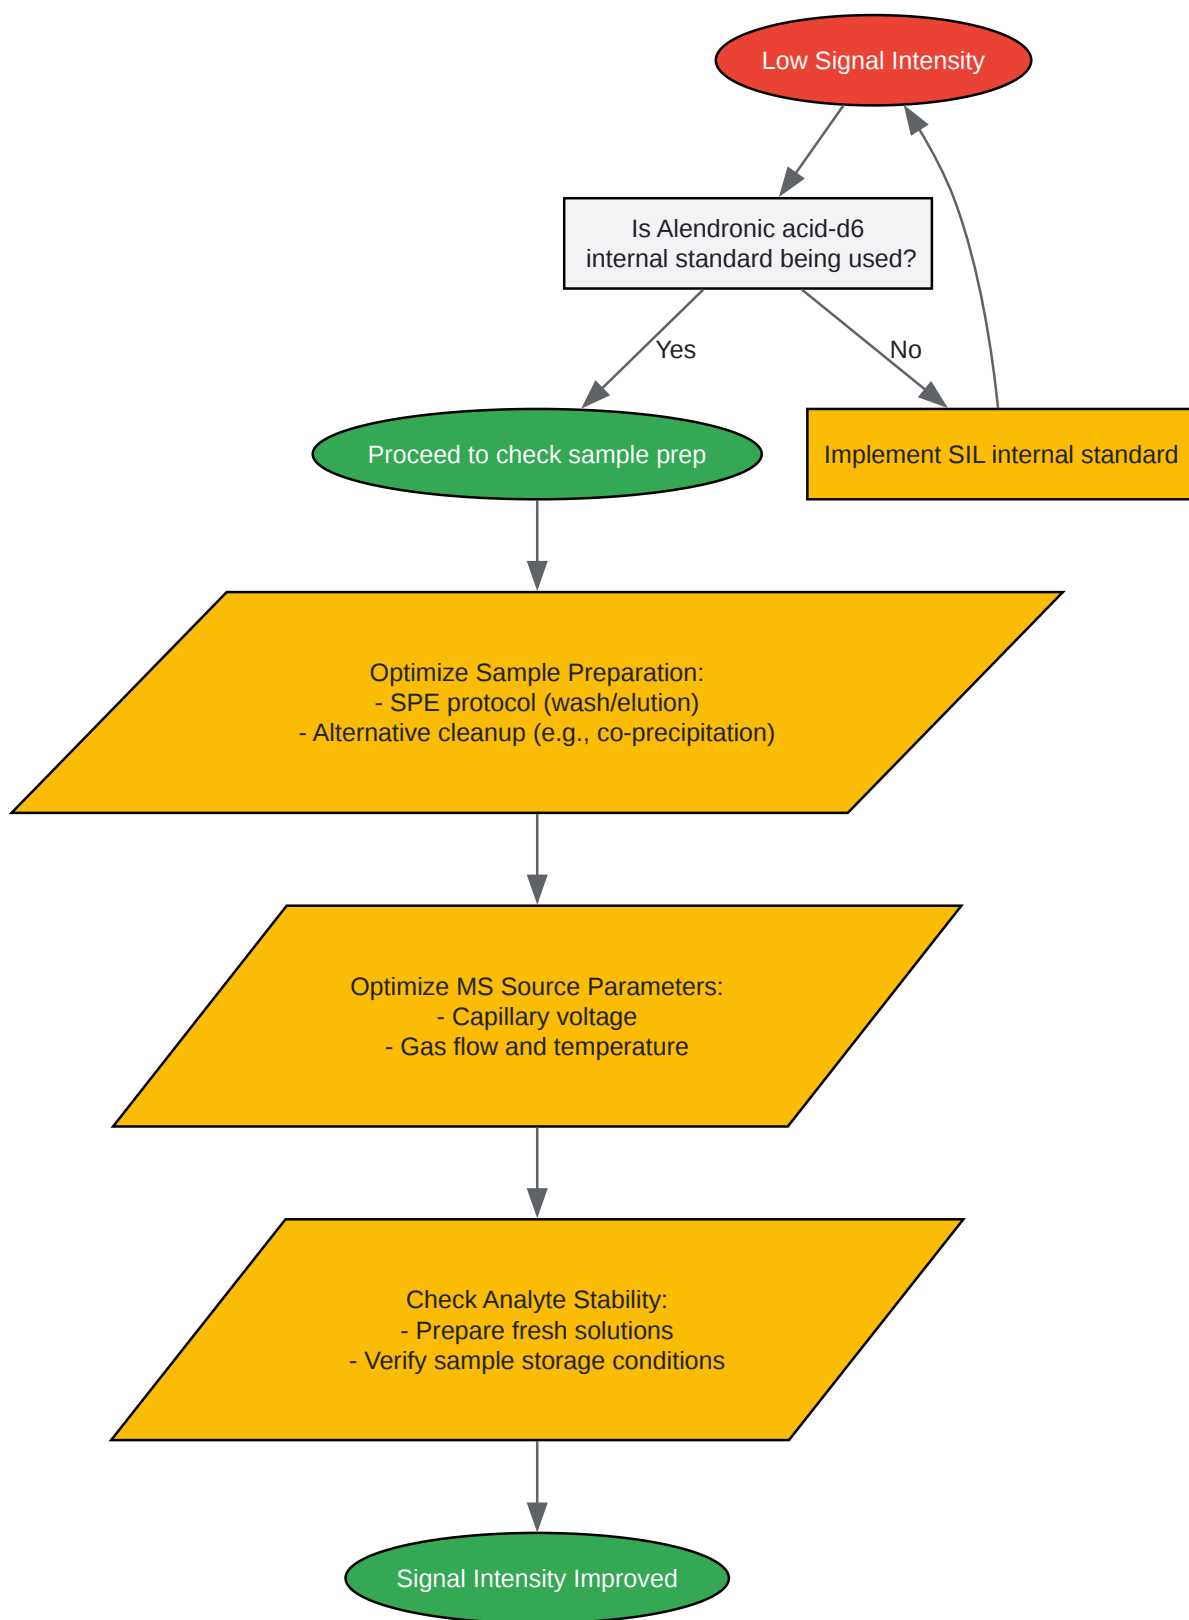 Low Signal Intensity
Is Alendronic acid-d6
internal standard being used?
Yes
No
Proceed to check sample prep
Implement SIL internal standard
Optimize Sample Preparation:
- SPE protocol (wash/elution)
- Alternative cleanup (e.g., co-precipitation)
Optimize MS Source Parameters:
- Capillary voltage
- Gas flow and temperature
Check Analyte Stability:
- Prepare fresh solutions
- Verify sample storage conditions
Signal Intensity Improved